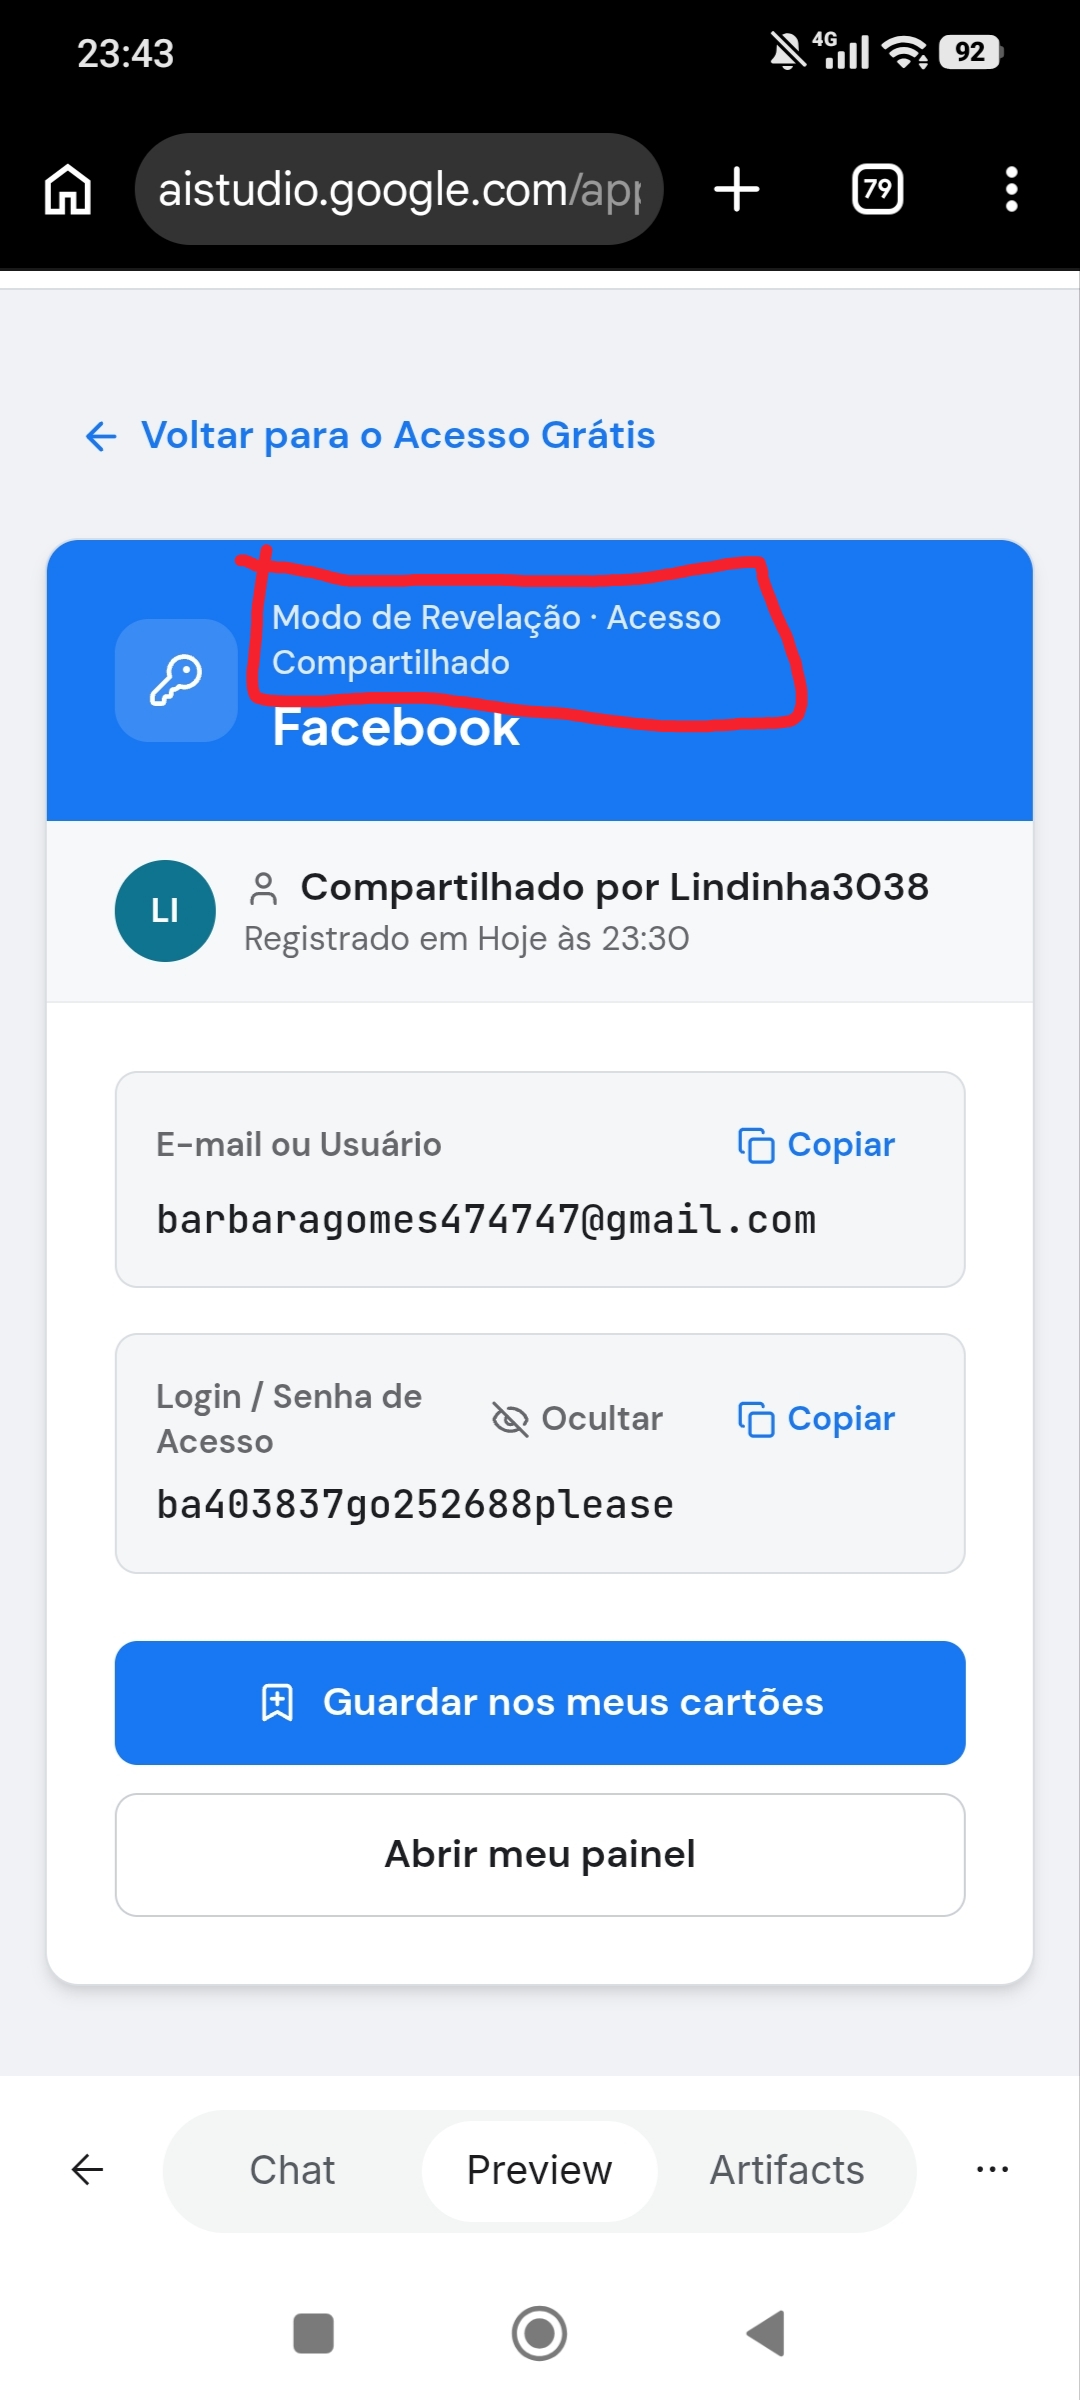 23:43
4G
92
aistudio.google.com/app
79
Voltar para o Acesso Grátis
Modo de Revelação · Acesso
Compartilhado
Facebook
LI
Compartilhado por Lindinha3038
Registrado em Hoje às 23:30
E-mail ou Usuário
Copiar
barbaragomes474747@gmail.com
Login / Senha de
Acesso
Ocultar
Copiar
ba403837go252688please
Guardar nos meus cartões
Abrir meu painel
Chat
Preview
Artifacts